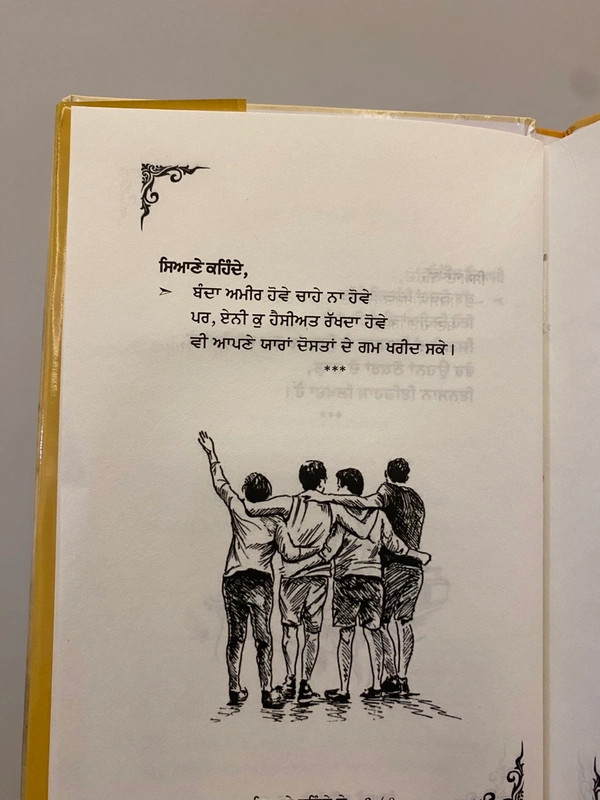 ਸਿਆਣੇ ਕਹਿੰਦੇ,
➢ ਬੰਦਾ ਅਮੀਰ ਹੋਵੇ ਚਾਹੇ ਨਾ ਹੋਵੇ
ਪਰ, ਏਨੀ ਕੁ ਹੈਸੀਅਤ ਰੱਖਦਾ ਹੋਵੇ
ਵੀ ਆਪਣੇ ਯਾਰਾਂ ਦੋਸਤਾਂ ਦੇ ਗਮ ਖਰੀਦ ਸਕੇ।
***